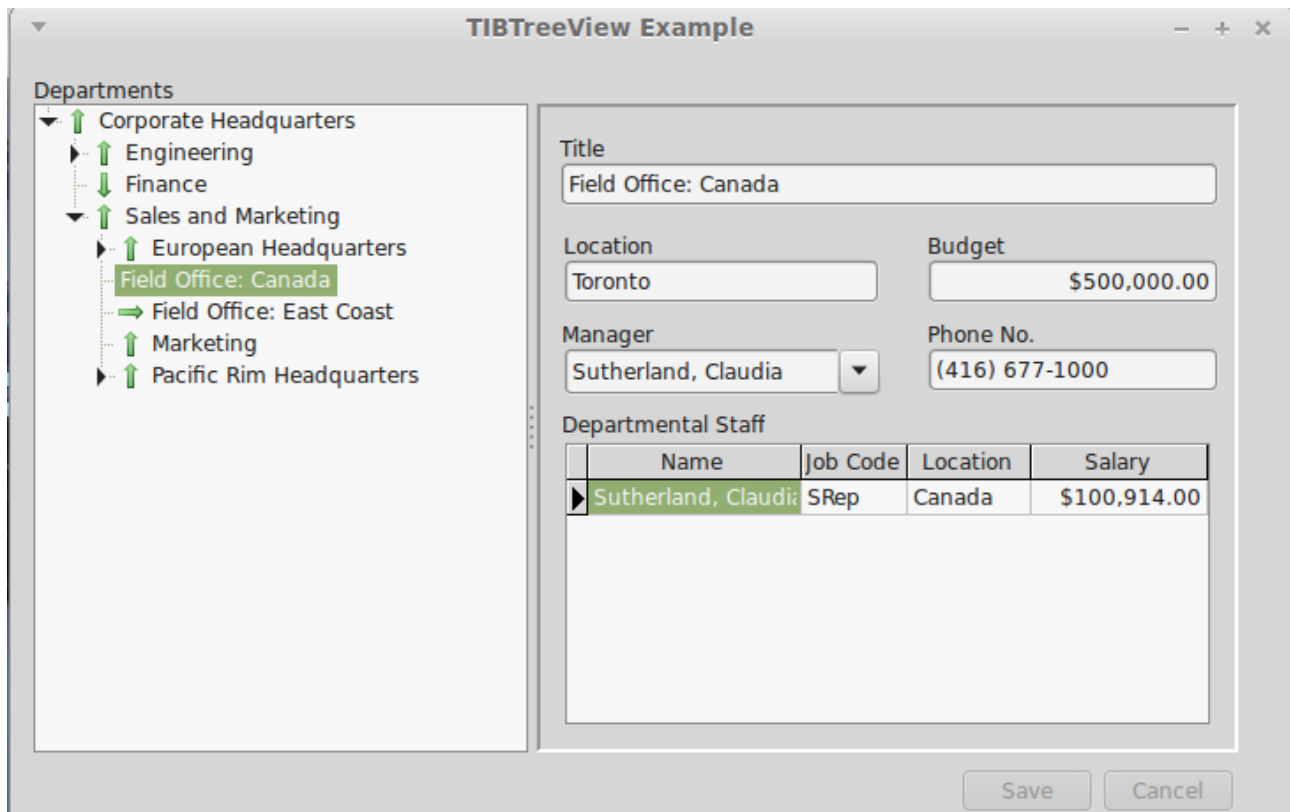 TIBTreeView Example
Departments
Corporate Headquarters
Engineering
Finance
Sales and Marketing
European Headquarters
Field Office: Canada
Field Office: East Coast
Marketing
Pacific Rim Headquarters
Title
Field Office: Canada
Location Budget
Toronto $500,000.00
Manager Phone No.
Sutherland, Claudia (416) 677-1000
Departmental Staff
Name Job Code Location Salary
Sutherland, Claudia SRep Canada $100,914.00
Save Cancel